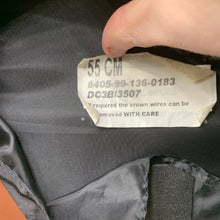 55 CM
8405-99-136-0183
DC3B/3507
If required the crown wires can be
removed WITH CARE